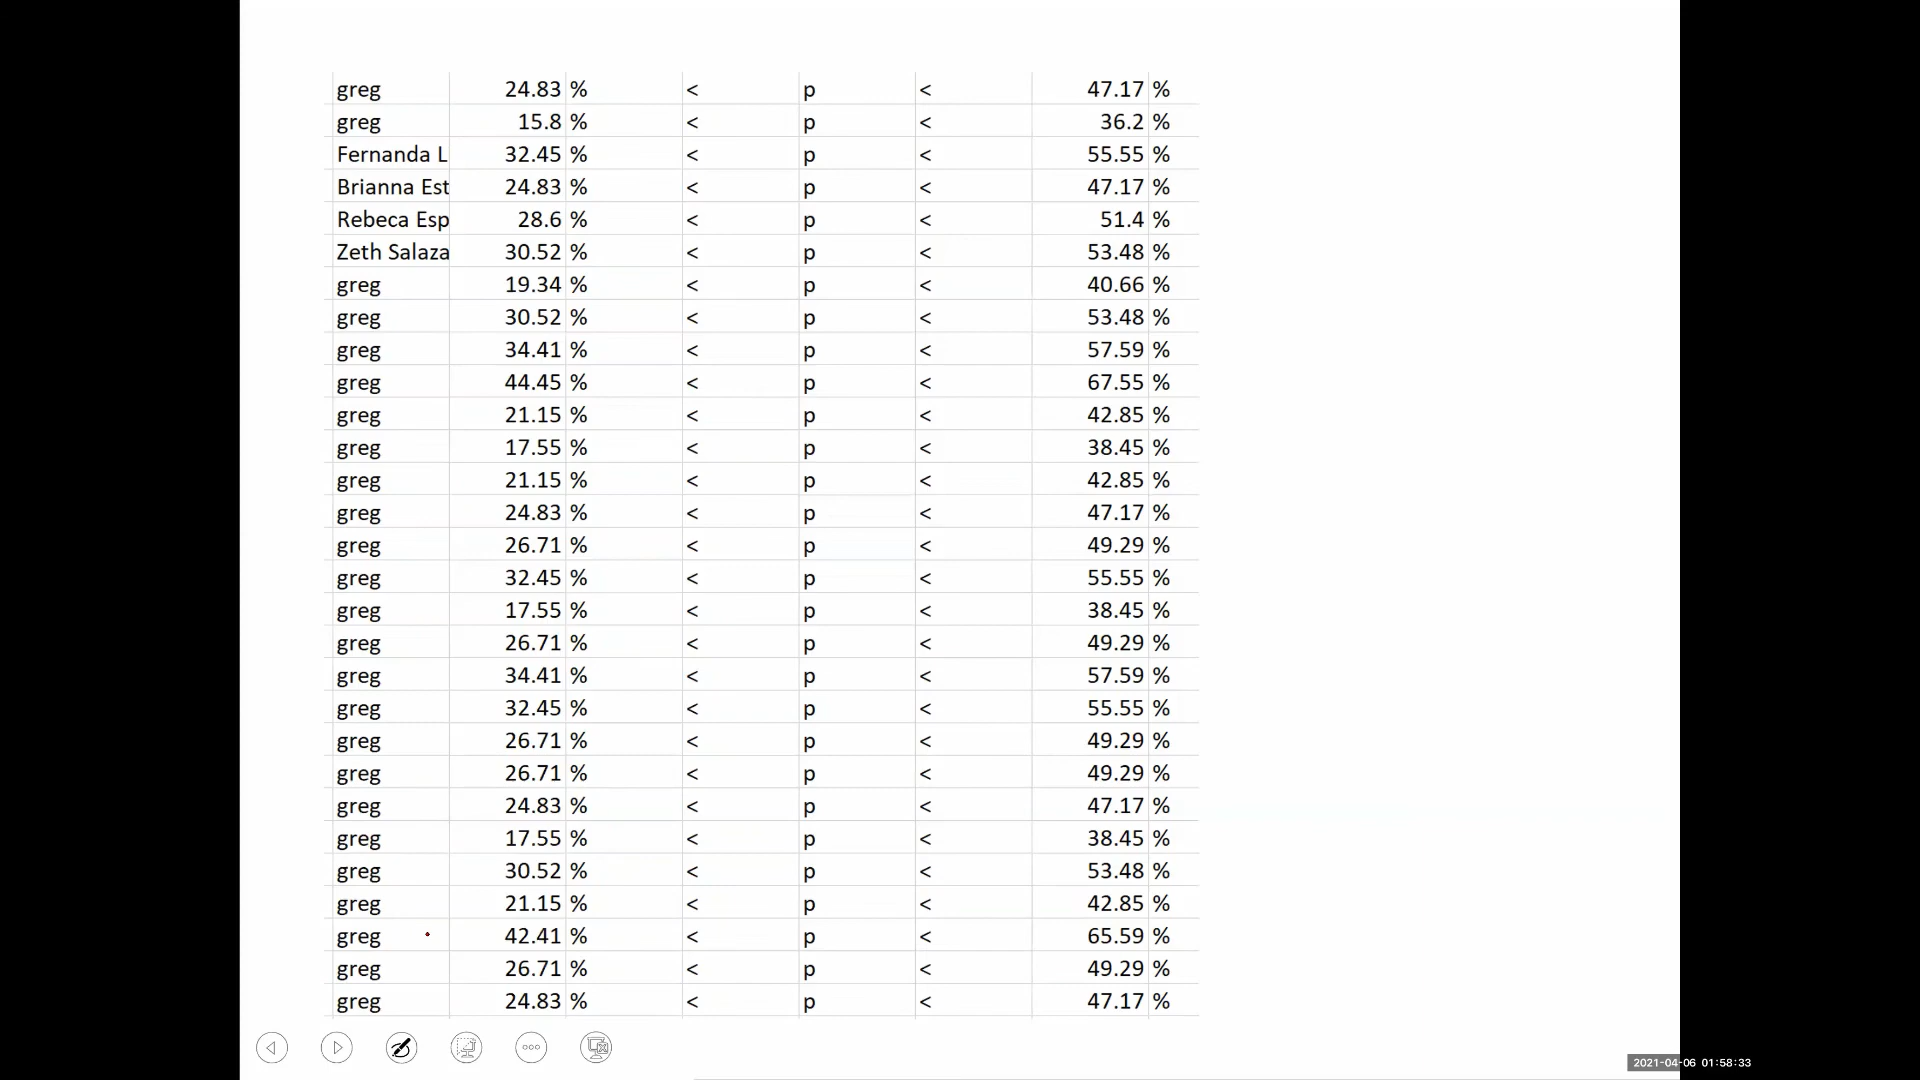 greg 24.83 % < p < 47.17 %
greg 15.8 % < p < 36.2 %
Fernanda L 32.45 % < p < 55.55 %
Brianna Est 24.83 % < p < 47.17 %
Rebeca Esp 28.6 % < p < 51.4 %
Zeth Salaza 30.52 % < p < 53.48 %
greg 19.34 % < p < 40.66 %
greg 30.52 % < p < 53.48 %
greg 34.41 % < p < 57.59 %
greg 44.45 % < p < 67.55 %
greg 21.15 % < p < 42.85 %
greg 17.55 % < p < 38.45 %
greg 21.15 % < p < 42.85 %
greg 24.83 % < p < 47.17 %
greg 26.71 % < p < 49.29 %
greg 32.45 % < p < 55.55 %
greg 17.55 % < p < 38.45 %
greg 26.71 % < p < 49.29 %
greg 34.41 % < p < 57.59 %
greg 32.45 % < p < 55.55 %
greg 26.71 % < p < 49.29 %
greg 26.71 % < p < 49.29 %
greg 24.83 % < p < 47.17 %
greg 17.55 % < p < 38.45 %
greg 30.52 % < p < 53.48 %
greg 21.15 % < p < 42.85 %
greg 42.41 % < p < 65.59 %
greg 26.71 % < p < 49.29 %
greg 24.83 % < p < 47.17 %
2021-04-06 01:58:33